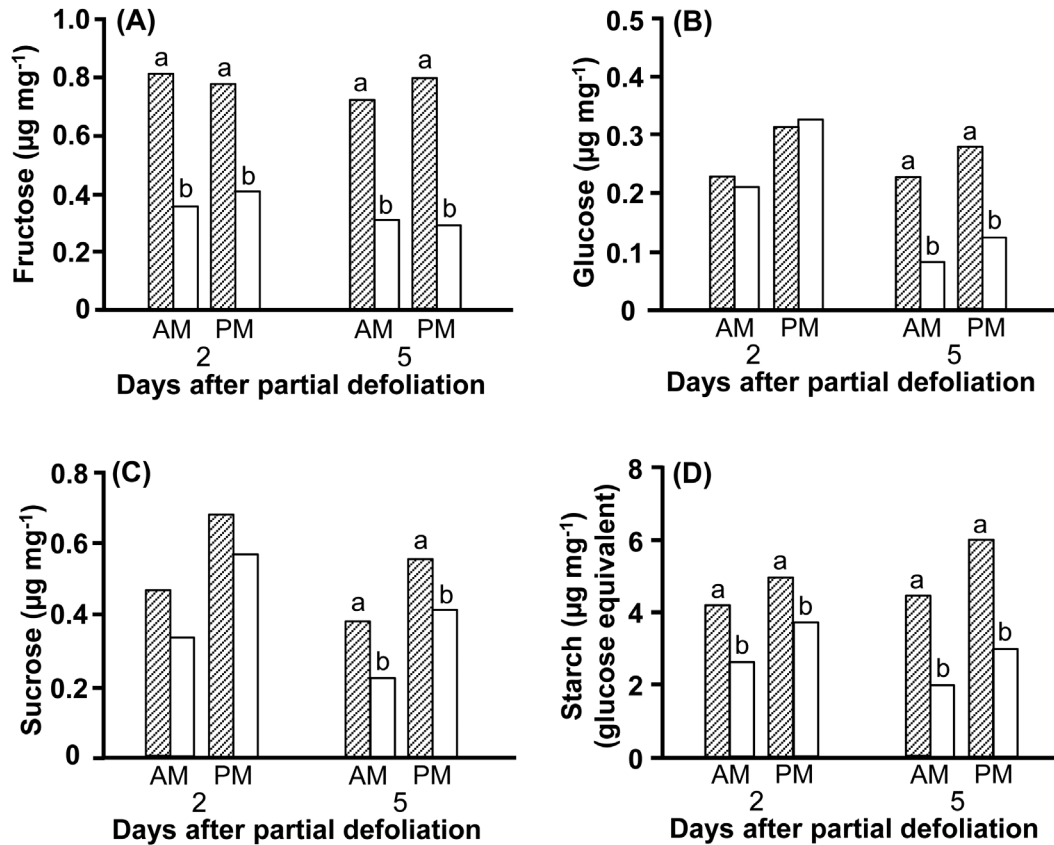 (A)
Fructose (µg mg⁻¹)
1.0
0.8
0.6
0.4
0.2
0
a
b
a
b
a
b
a
b
AM PM AM PM
2 5
Days after partial defoliation
(B)
Glucose (µg mg⁻¹)
0.5
0.4
0.3
0.2
0.1
0
a
b
a
b
AM PM AM PM
2 5
Days after partial defoliation
(C)
Sucrose (µg mg⁻¹)
0.8
0.6
0.4
0.2
0
a
b
a
b
AM PM AM PM
2 5
Days after partial defoliation
(D)
Starch (µg mg⁻¹)
(glucose equivalent)
8
6
4
2
0
a
b
a
b
a
b
a
b
AM PM AM PM
2 5
Days after partial defoliation